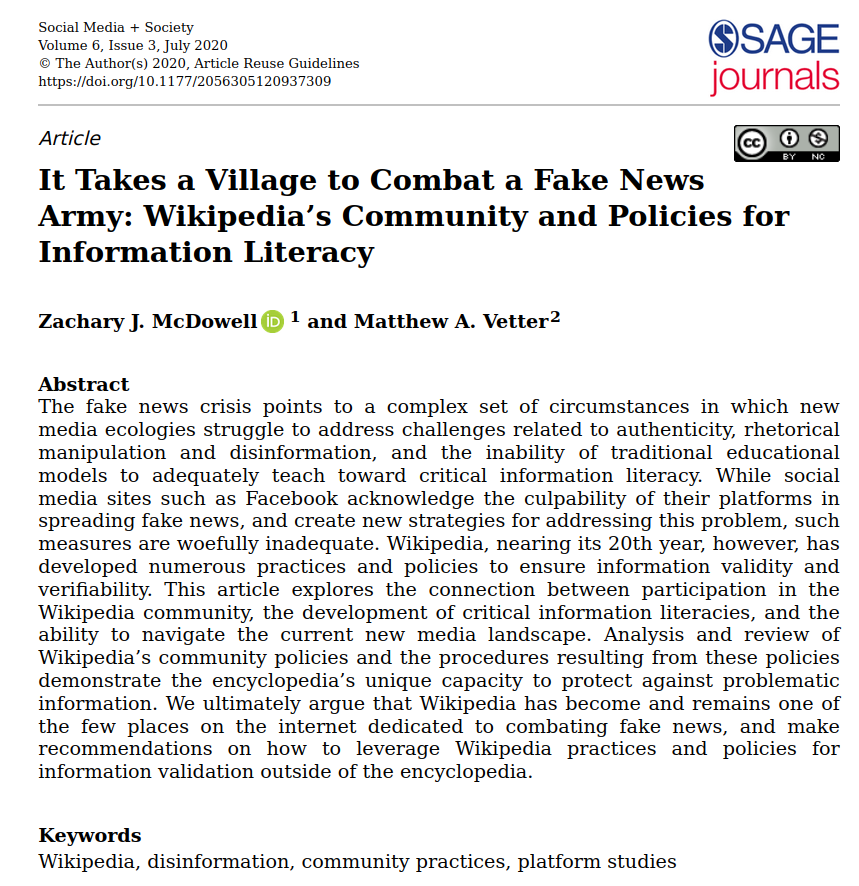 Social Media + Society
Volume 6, Issue 3, July 2020
© The Author(s) 2020, Article Reuse Guidelines
https://doi.org/10.1177/2056305120937309
SAGE
journals
Article
cc BY NC
It Takes a Village to Combat a Fake News
Army: Wikipedia’s Community and Policies for
Information Literacy
Zachary J. McDowell iD 1 and Matthew A. Vetter2
Abstract
The fake news crisis points to a complex set of circumstances in which new
media ecologies struggle to address challenges related to authenticity, rhetorical
manipulation and disinformation, and the inability of traditional educational
models to adequately teach toward critical information literacy. While social
media sites such as Facebook acknowledge the culpability of their platforms in
spreading fake news, and create new strategies for addressing this problem, such
measures are woefully inadequate. Wikipedia, nearing its 20th year, however, has
developed numerous practices and policies to ensure information validity and
verifiability. This article explores the connection between participation in the
Wikipedia community, the development of critical information literacies, and the
ability to navigate the current new media landscape. Analysis and review of
Wikipedia’s community policies and the procedures resulting from these policies
demonstrate the encyclopedia’s unique capacity to protect against problematic
information. We ultimately argue that Wikipedia has become and remains one of
the few places on the internet dedicated to combating fake news, and make
recommendations on how to leverage Wikipedia practices and policies for
information validation outside of the encyclopedia.
Keywords
Wikipedia, disinformation, community practices, platform studies